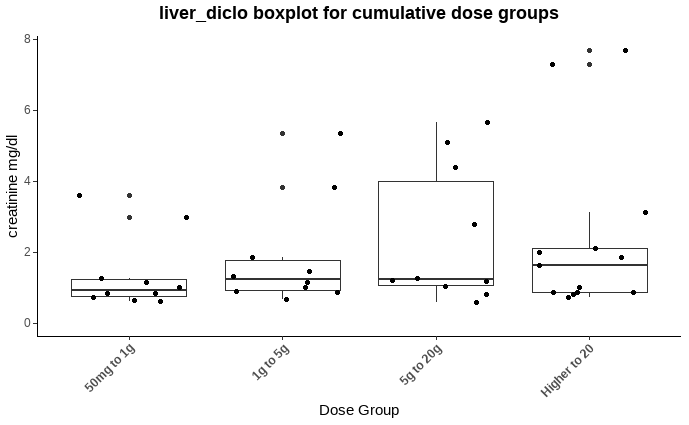 liver_diclo boxplot for cumulative dose groups
creatinine mg/dl
8
6
4
2
0
50mg to 1g
1g to 5g
5g to 20g
Higher to 20
Dose Group